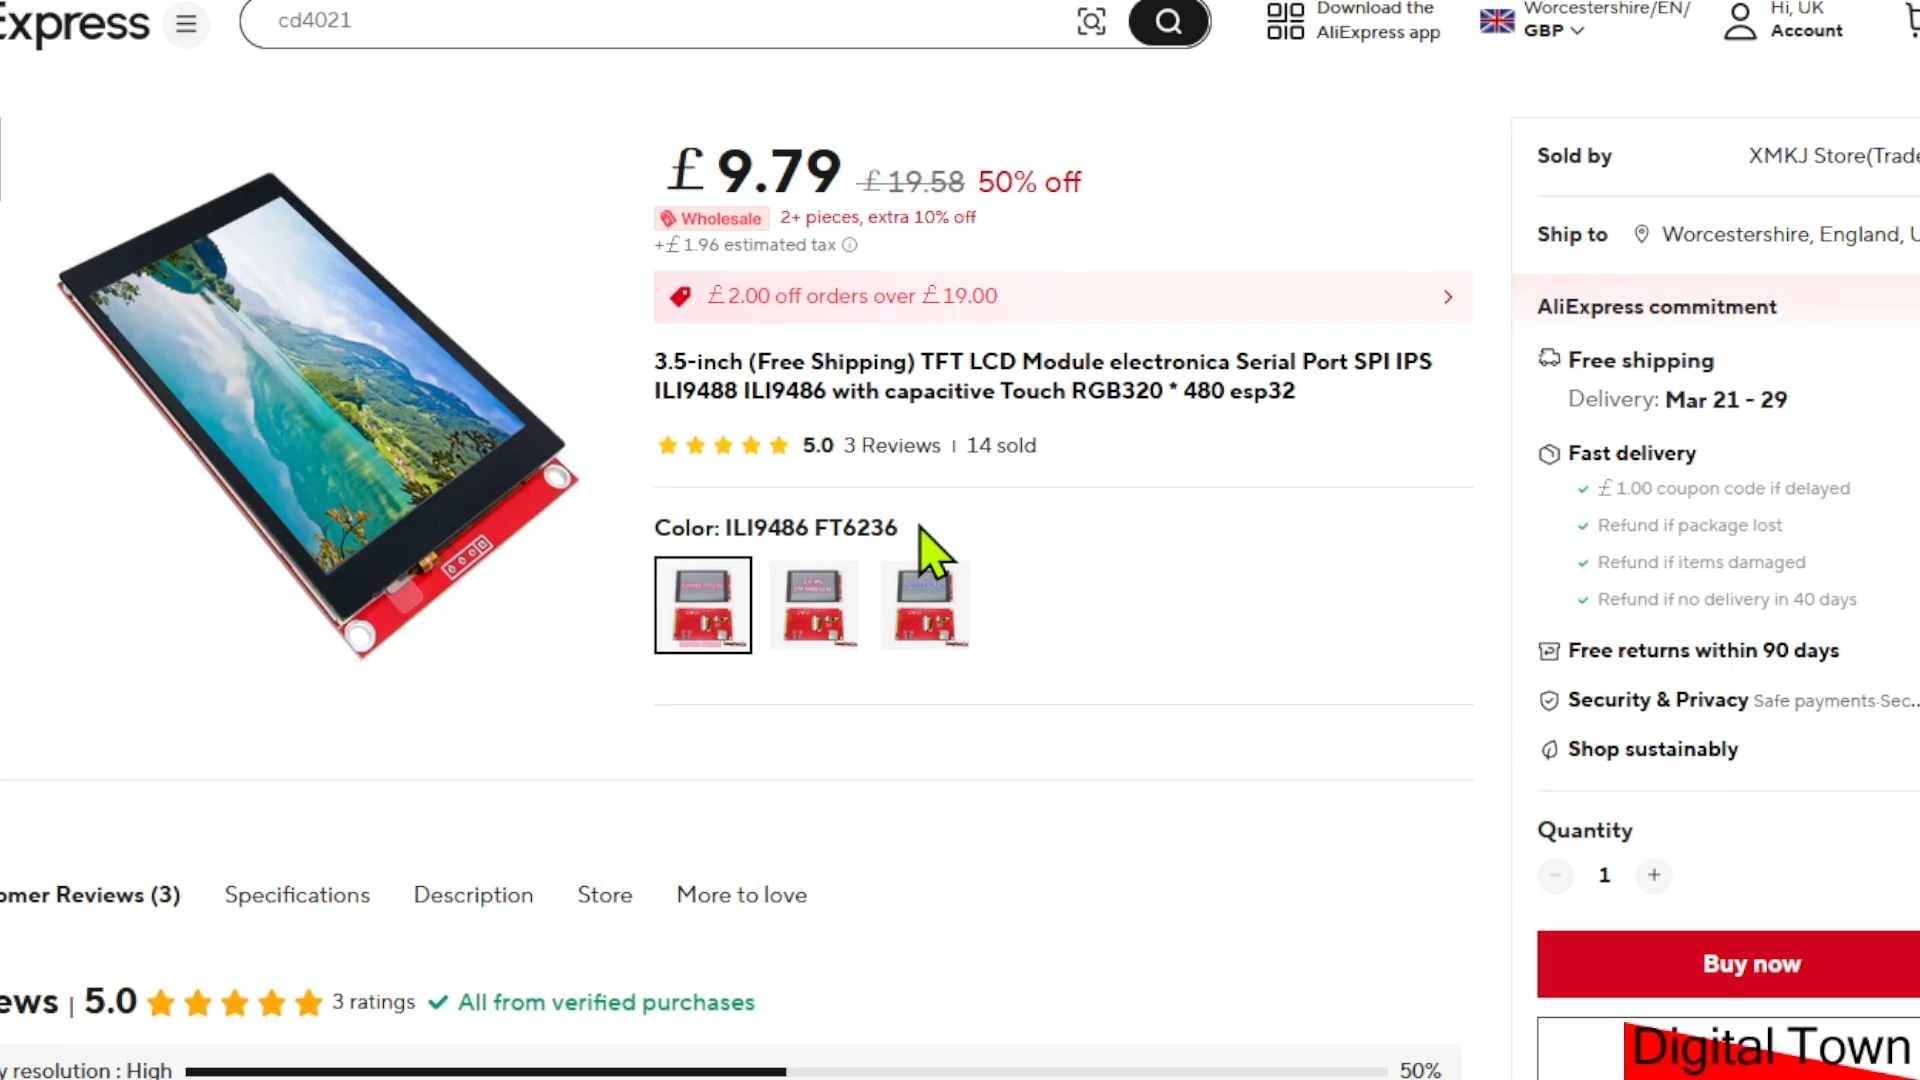 Express
cd4021
Download the
AliExpress app
Worcestershire/EN/
GBP
Hi, UK
Account
£9.79 £19.58 50% off
Wholesale 2+ pieces, extra 10% off
+£1.96 estimated tax
£2.00 off orders over £19.00
3.5-inch (Free Shipping) TFT LCD Module electronica Serial Port SPI IPS
ILI9488 ILI9486 with capacitive Touch RGB320 * 480 esp32
5.0 3 Reviews | 14 sold
Color: ILI9486 FT6236
Sold by XMKJ Store(Trade
Ship to Worcestershire, England, U
AliExpress commitment
Free shipping
Delivery: Mar 21 - 29
Fast delivery
£1.00 coupon code if delayed
Refund if package lost
Refund if items damaged
Refund if no delivery in 40 days
Free returns within 90 days
Security & Privacy Safe payments·Sec...
Shop sustainably
Quantity
1
Buy now
omer Reviews (3) Specifications Description Store More to love
ews | 5.0 3 ratings All from verified purchases
y resolution : High 50%
Digital Town